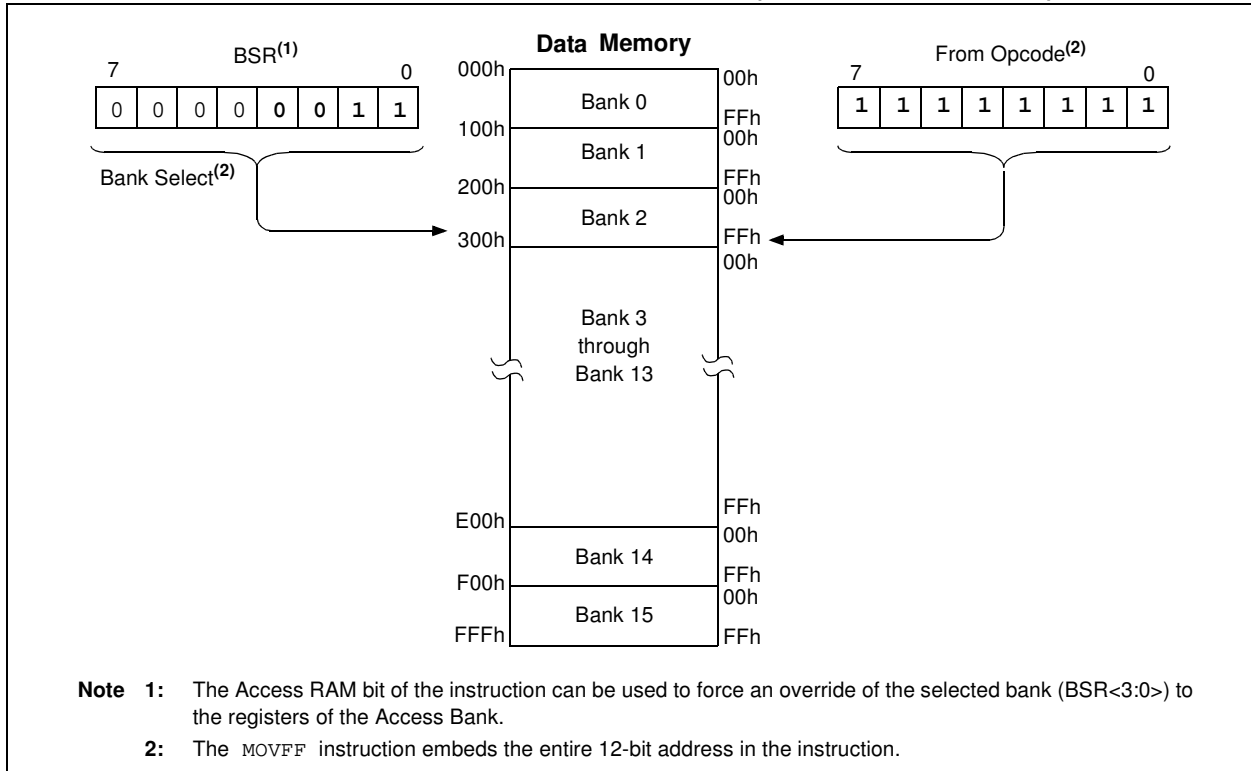 BSR(1)
7 0
0 0 0 0 0 0 1 1
Bank Select(2)
Data Memory
000h
100h
200h
300h
E00h
F00h
FFFh
Bank 0
Bank 1
Bank 2
Bank 3
through
Bank 13
Bank 14
Bank 15
00h
FFh
00h
FFh
00h
FFh
00h
FFh
00h
FFh
00h
FFh
From Opcode(2)
7 0
1 1 1 1 1 1 1 1
Note 1: The Access RAM bit of the instruction can be used to force an override of the selected bank (BSR<3:0>) to
the registers of the Access Bank.
2: The MOVFF instruction embeds the entire 12-bit address in the instruction.